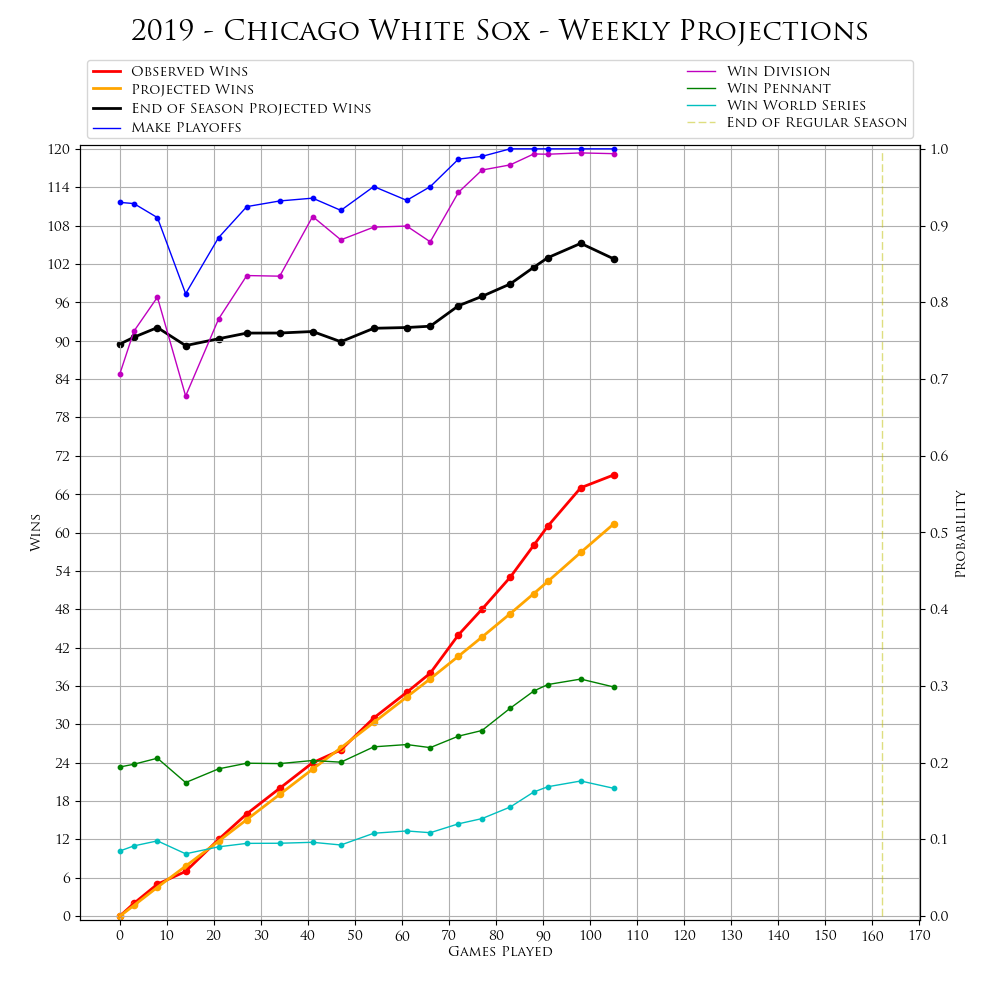 2019 - Chicago White Sox - Weekly Projections
Observed Wins
Projected Wins
End of Season Projected Wins
Make Playoffs
Win Division
Win Pennant
Win World Series
End of Regular Season
120
114
108
102
96
90
84
78
72
66
60
54
48
42
36
30
24
18
12
6
0
Wins
1.0
0.9
0.8
0.7
0.6
0.5
0.4
0.3
0.2
0.1
0.0
Probability
0 10 20 30 40 50 60 70 80 90 100 110 120 130 140 150 160 170
Games Played